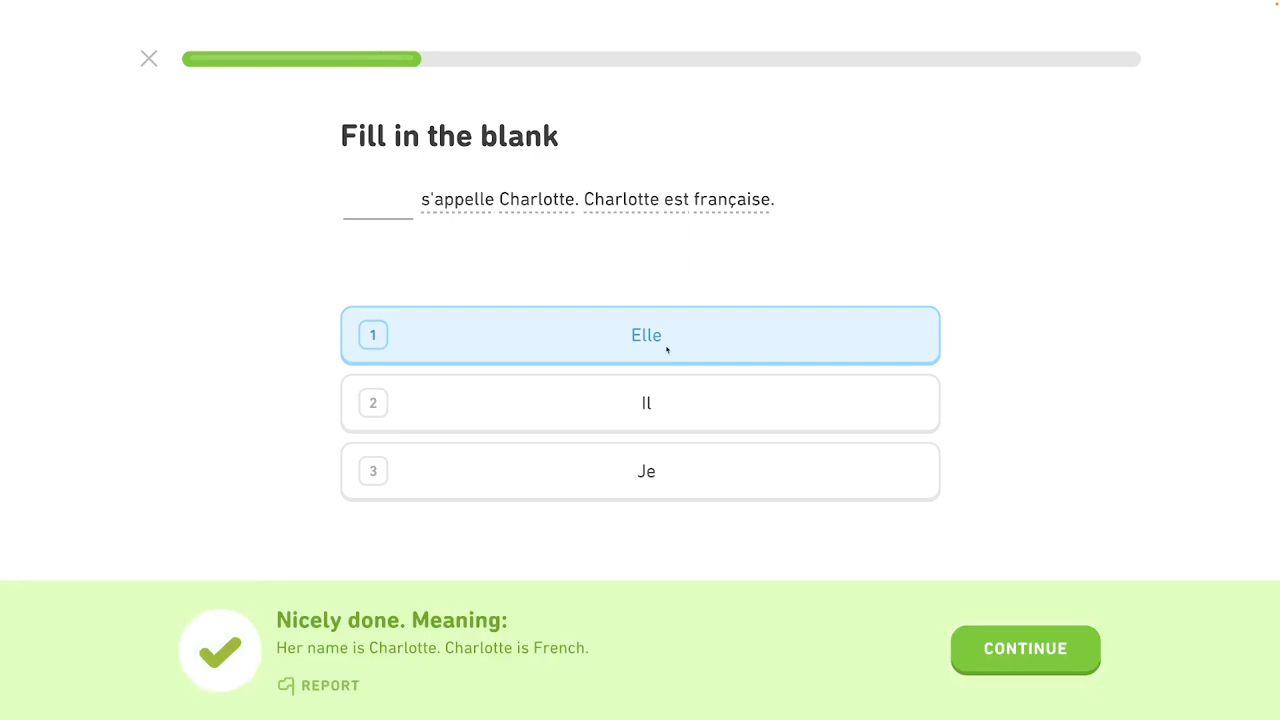 Fill in the blank
s'appelle Charlotte. Charlotte est française.
1 Elle
2 Il
3 Je
Nicely done. Meaning:
Her name is Charlotte. Charlotte is French.
CONTINUE
REPORT